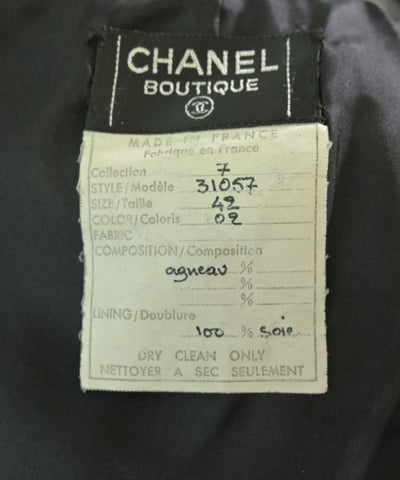 CHANEL
BOUTIQUE
MADE IN FRANCE
Fabriqué en France
Collection 7
STYLE/Modèle 31057
SIZE/Taille 42
COLOR/Coloris 02
FABRIC
COMPOSITION/Composition
agneau %
%
%
LINING/Doublure
100 % soie
DRY CLEAN ONLY
NETTOYER A SEC SEULEMENT